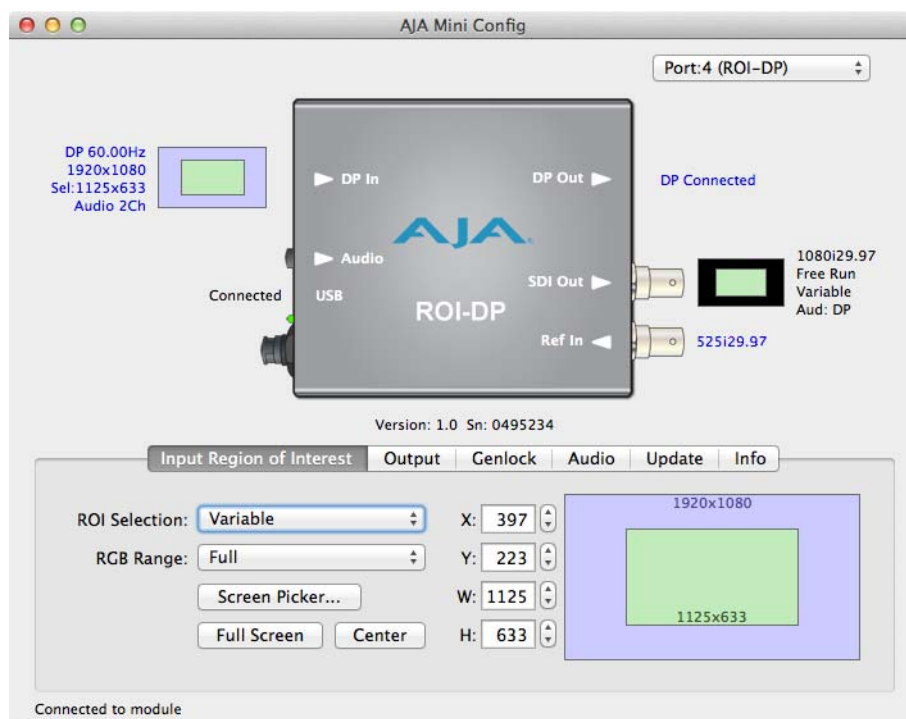 AJA Mini Config
Port:4 (ROI-DP)
DP 60.00Hz
1920x1080
Sel:1125x633
Audio 2Ch
DP In
DP Out
DP Connected
AJA
Audio
Connected
USB
SDI Out
1080i29.97
Free Run
Variable
Aud: DP
ROI-DP
Ref In
525i29.97
Version: 1.0 Sn: 0495234
Input Region of Interest Output Genlock Audio Update Info
ROI Selection: Variable X: 397
RGB Range: Full Y: 223
Screen Picker... W: 1125
Full Screen Center H: 633
1920x1080
1125x633
Connected to module